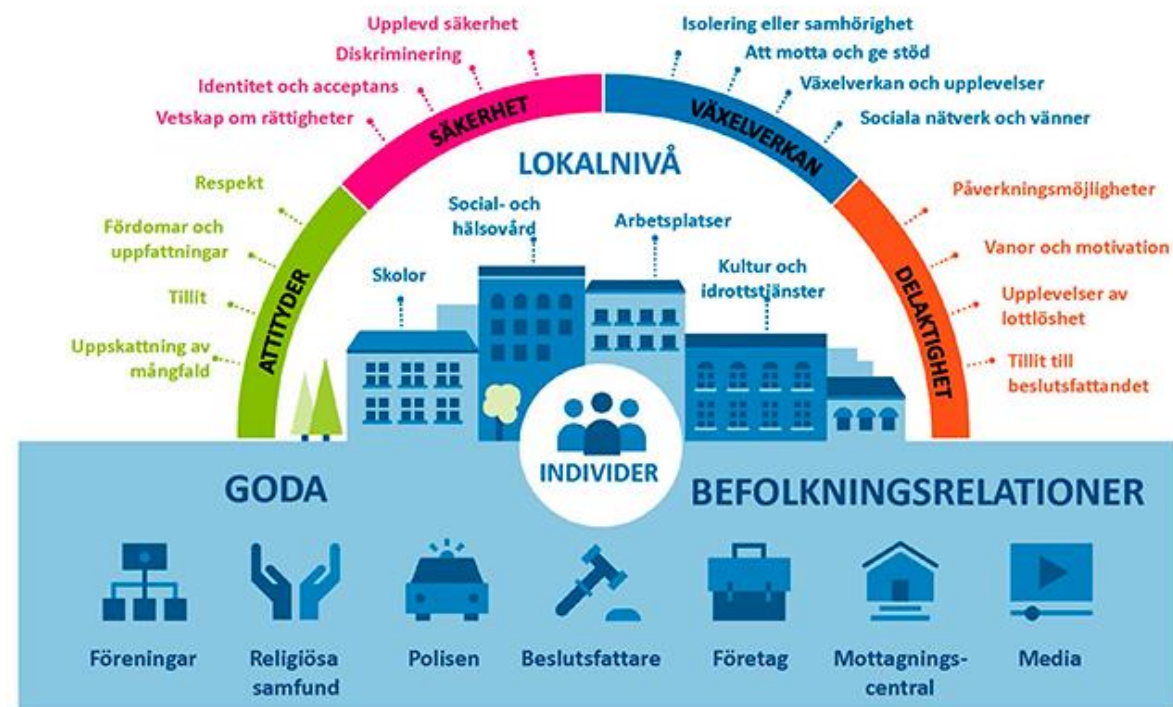 Upplevd säkerhet
Diskriminering
Identitet och acceptans
Vetskap om rättigheter
SÄKERHET
Isolering eller samhörighet
Att motta och ge stöd
Växelverkan och upplevelser
Sociala nätverk och vänner
VÄXELVERKAN
Respekt
Fördomar och
uppfattningar
Tillit
Uppskattning av
mångfald
ATTITYDER
Påverkningsmöjligheter
Vanor och motivation
Upplevelser av
lottlöshet
Tillit till
beslutsfattandet
DELAKTIGHET
LOKALNIVÅ
Skolor
Social- och
hälsovård
Arbetsplatser
Kultur och
idrottstjänster
INDIVIDER
GODA BEFOLKNINGSRELATIONER
Föreningar
Religiösa
samfund
Polisen
Beslutsfattare
Företag
Mottagnings-
central
Media